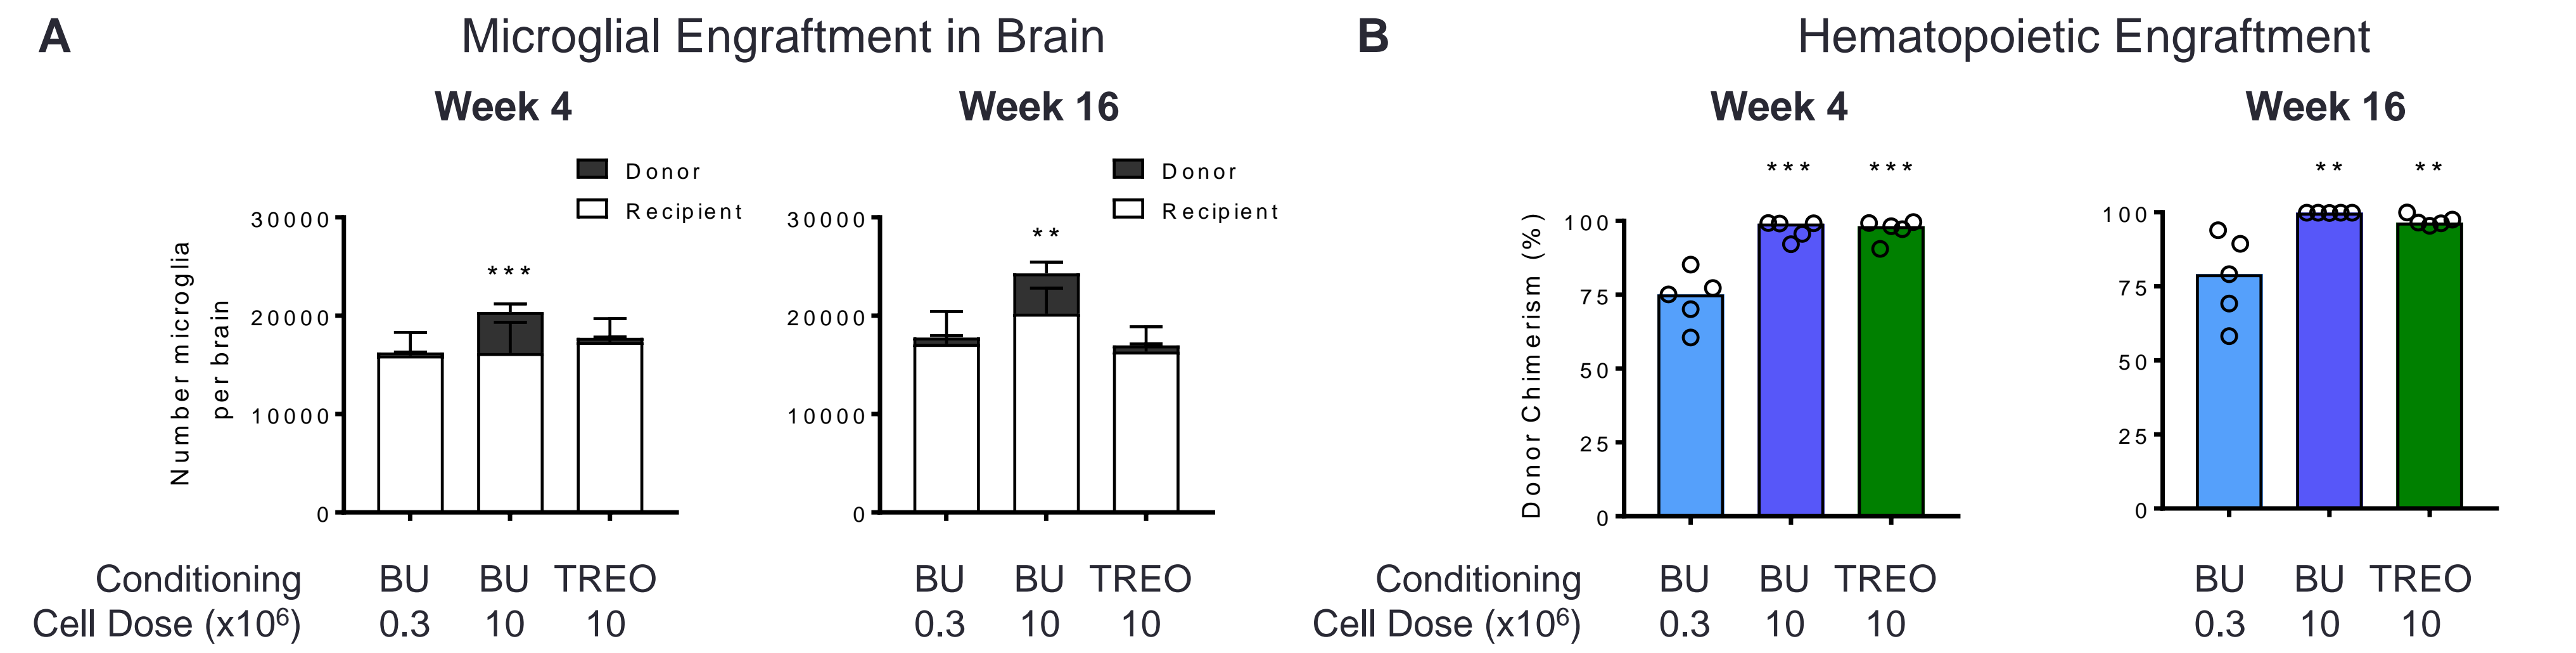 A
Microglial Engraftment in Brain
Week 4
Week 16
Donor
Recipient
Donor
Recipient
Number microglia
per brain
30000
20000
10000
0
***
30000
20000
10000
0
**
Conditioning BU BU TREO BU BU TREO
Cell Dose (x10⁶) 0.3 10 10 0.3 10 10
B
Hematopoietic Engraftment
Week 4
Week 16
Donor Chimerism (%)
100
75
50
25
0
*** ***
100
75
50
25
0
** **
Conditioning BU BU TREO BU BU TREO
Cell Dose (x10⁶) 0.3 10 10 0.3 10 10